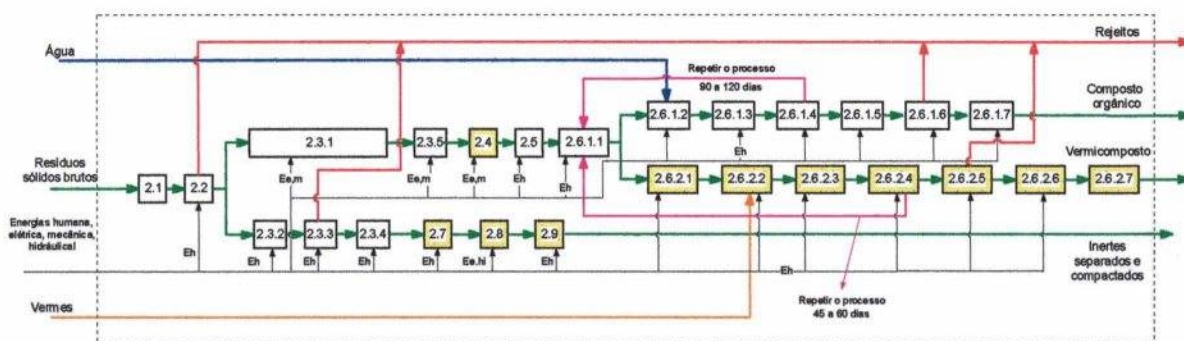 Água
Rejeitos
Repetir o processo
90 a 120 dias
Composto
orgânico
2.6.1.2
2.6.1.3
2.6.1.4
2.6.1.5
2.6.1.6
2.6.1.7
2.3.1
2.3.5
2.4
2.5
2.6.1.1
Eh
Vermicomposto
Resíduos
sólidos brutos
2.1
2.2
Ee,m
Ee,m
Ee,m
Eh
Eh
2.6.2.1
2.6.2.2
2.6.2.3
2.6.2.4
2.6.2.5
2.6.2.6
2.6.2.7
Energias humana,
elétrica, mecânica,
hidráulical
2.3.2
2.3.3
2.3.4
2.7
2.8
2.9
Eh
Eh
Eh
Eh
Eh
Ee,hi
Eh
Eh
Inertes
separados e
compactados
Vermes
Repetir o processo
45 a 60 dias